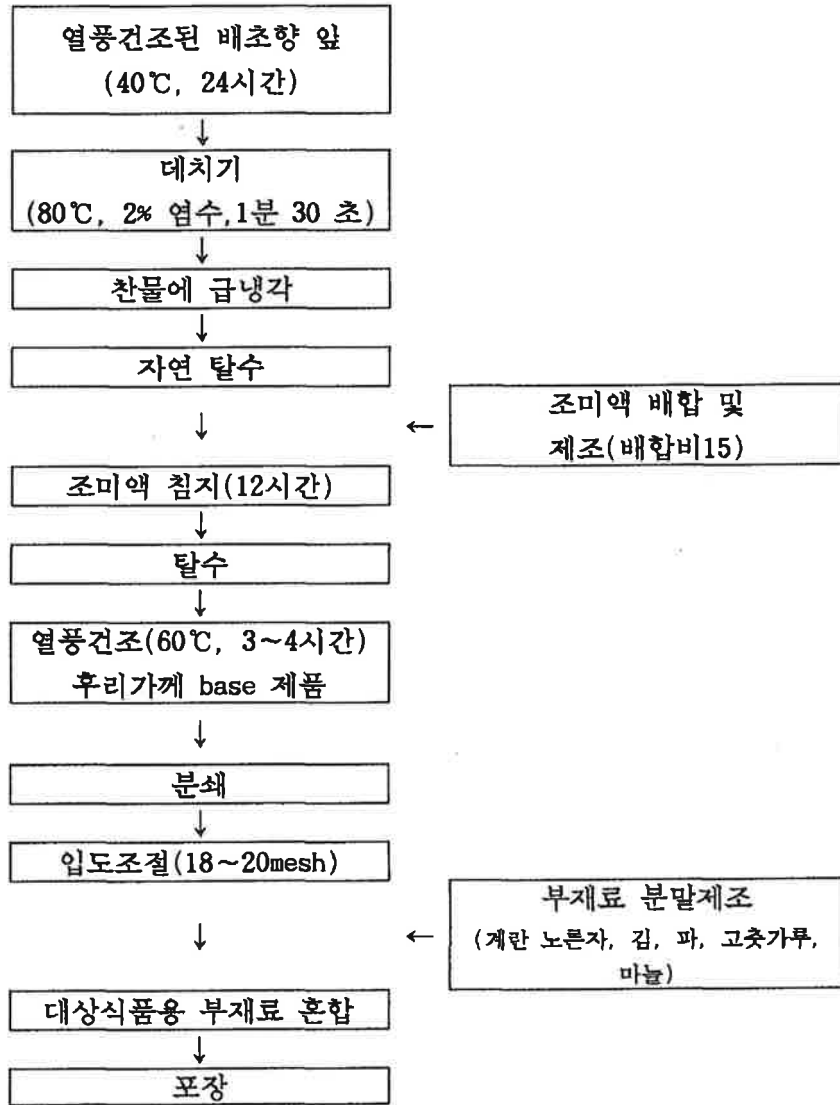 열풍건조된 배초향 잎
(40℃, 24시간)
↓
데치기
(80℃, 2% 염수,1분 30 초)
↓
찬물에 급냉각
↓
자연 탈수
↓
←
조미액 배합 및
제조(배합비15)
조미액 침지(12시간)
↓
탈수
↓
열풍건조(60℃, 3~4시간)
후리가께 base 제품
↓
분쇄
↓
입도조절(18~20mesh)
↓
←
부재료 분말제조
(계란 노른자, 김, 파, 고춧가루,
마늘)
대상식품용 부재료 혼합
↓
포장